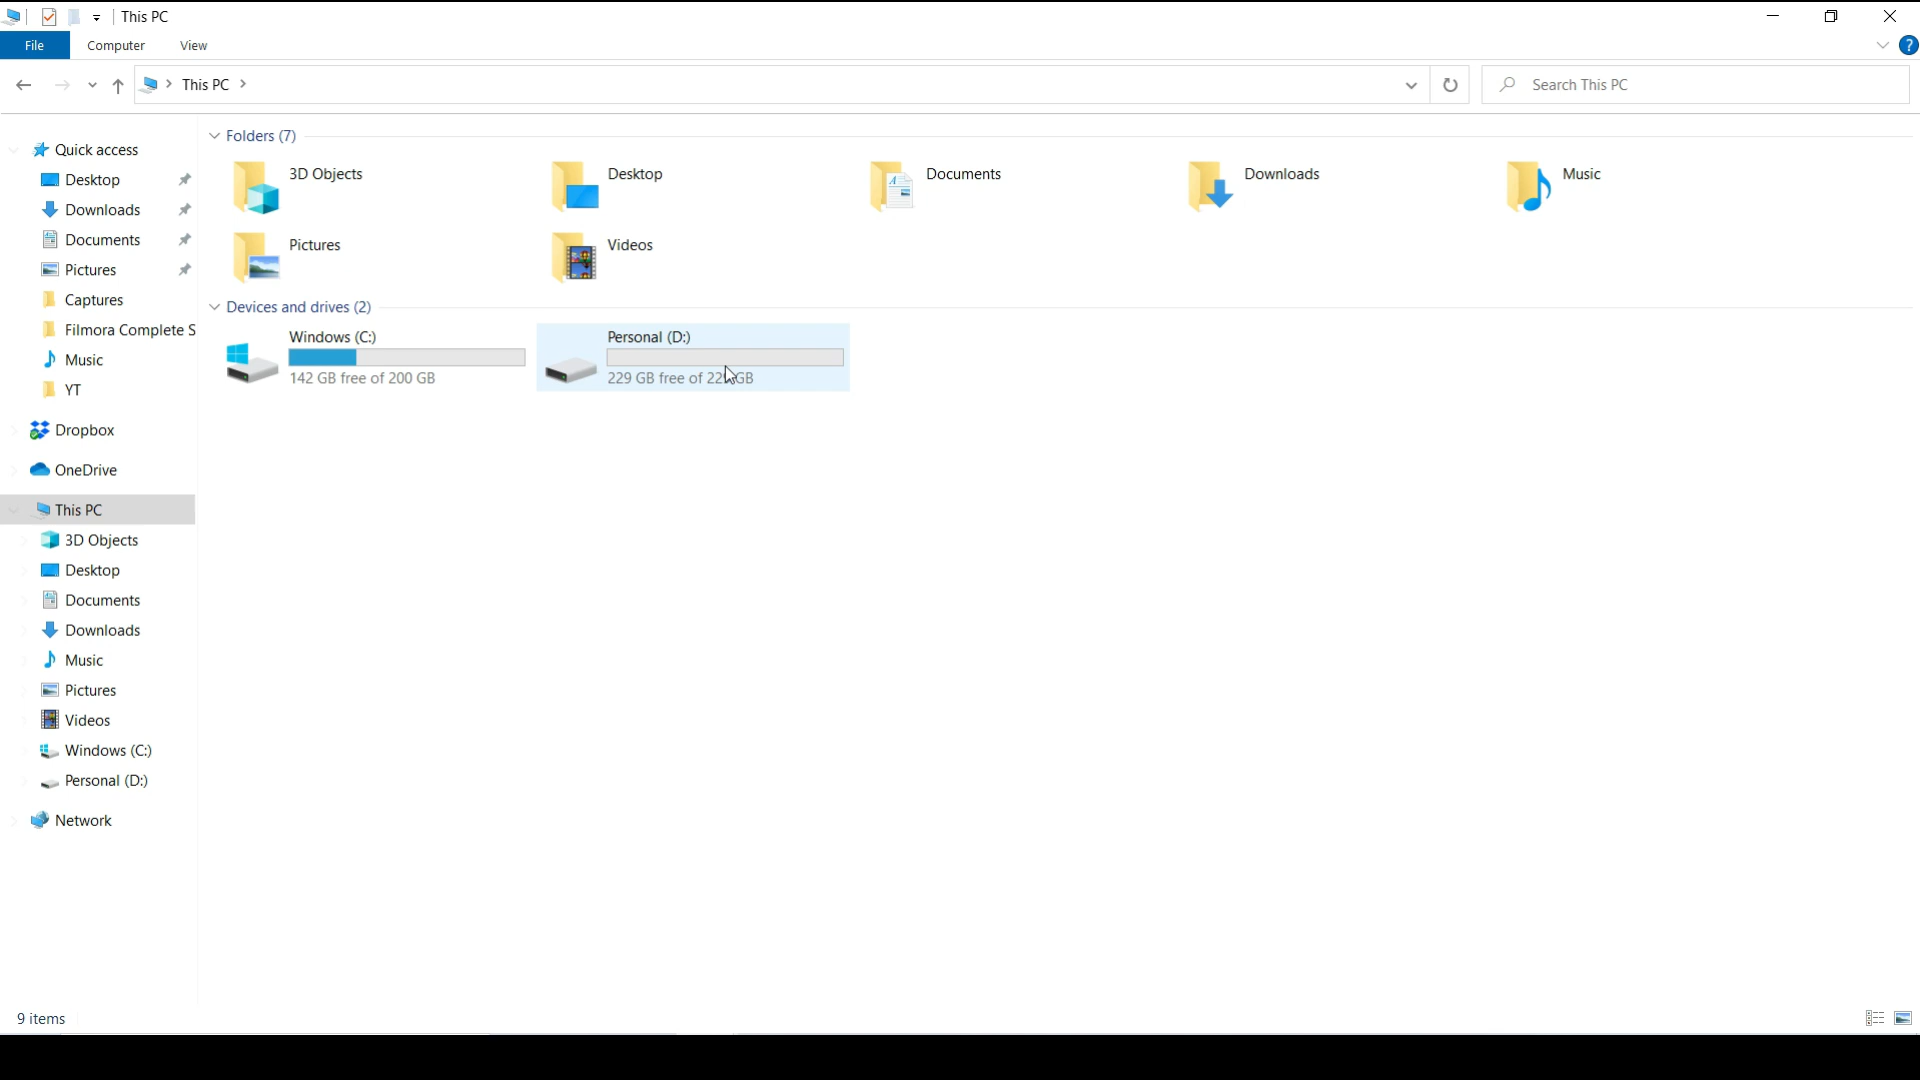 This PC
File Computer View
This PC
Search This PC
Quick access
Desktop
Downloads
Documents
Pictures
Captures
Filmora Complete S
Music
YT
Dropbox
OneDrive
This PC
3D Objects
Desktop
Documents
Downloads
Music
Pictures
Videos
Windows (C:)
Personal (D:)
Network
Folders (7)
3D Objects
Desktop
Documents
Downloads
Music
Pictures
Videos
Devices and drives (2)
Windows (C:)
142 GB free of 200 GB
Personal (D:)
229 GB free of GB
9 items